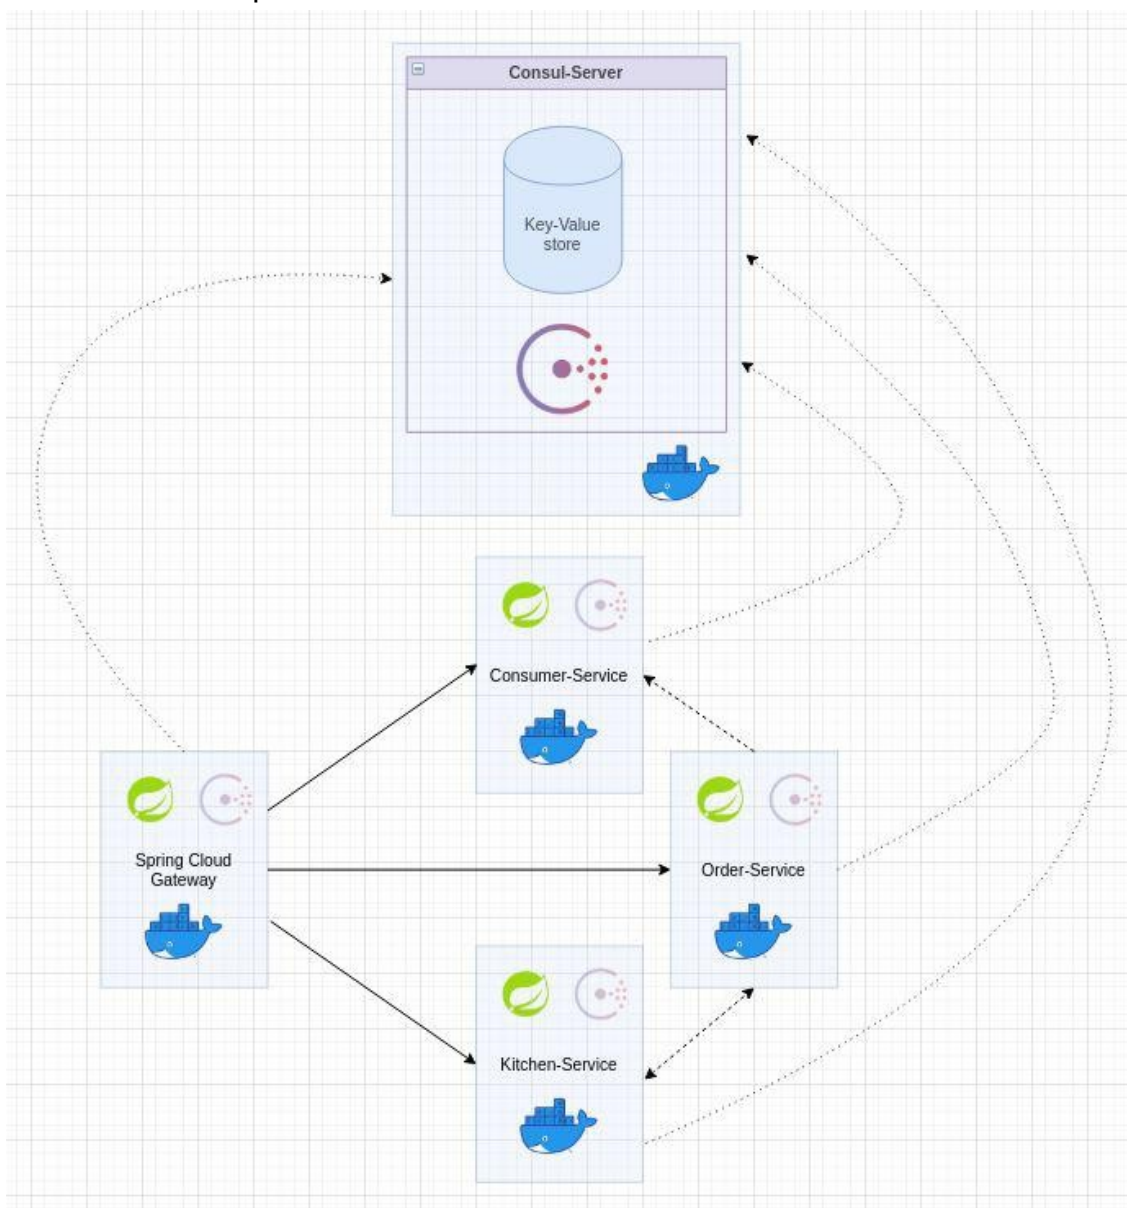 Consul-Server
Key-Value
store
Consumer-Service
Spring Cloud
Gateway
Order-Service
Kitchen-Service